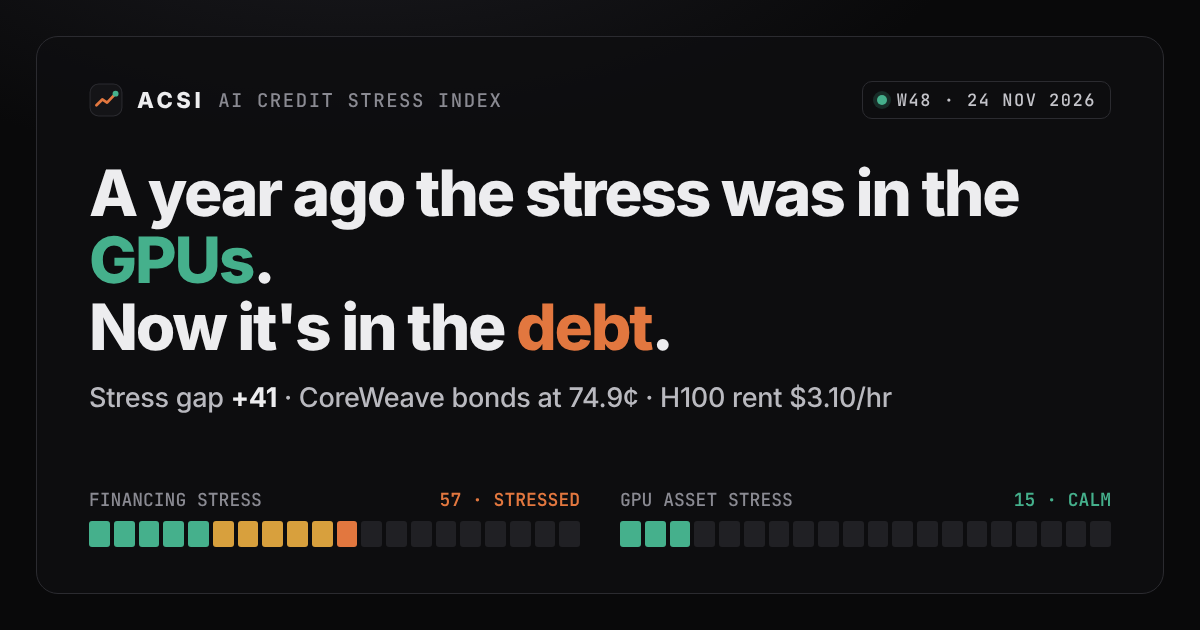 ACSI AI CREDIT STRESS INDEX
W48 · 24 NOV 2026
A year ago the stress was in the
GPUs.
Now it's in the debt.
Stress gap +41 · CoreWeave bonds at 74.9¢ · H100 rent $3.10/hr
FINANCING STRESS 57 · STRESSED
GPU ASSET STRESS 15 · CALM